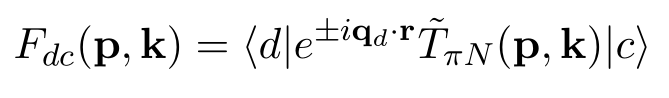 F_{dc}(\mathbf{p}, \mathbf{k}) = \langle d | e^{\pm i \mathbf{q}_d \cdot \mathbf{r}} \tilde{T}_{\pi N}(\mathbf{p}, \mathbf{k}) | c \rangle